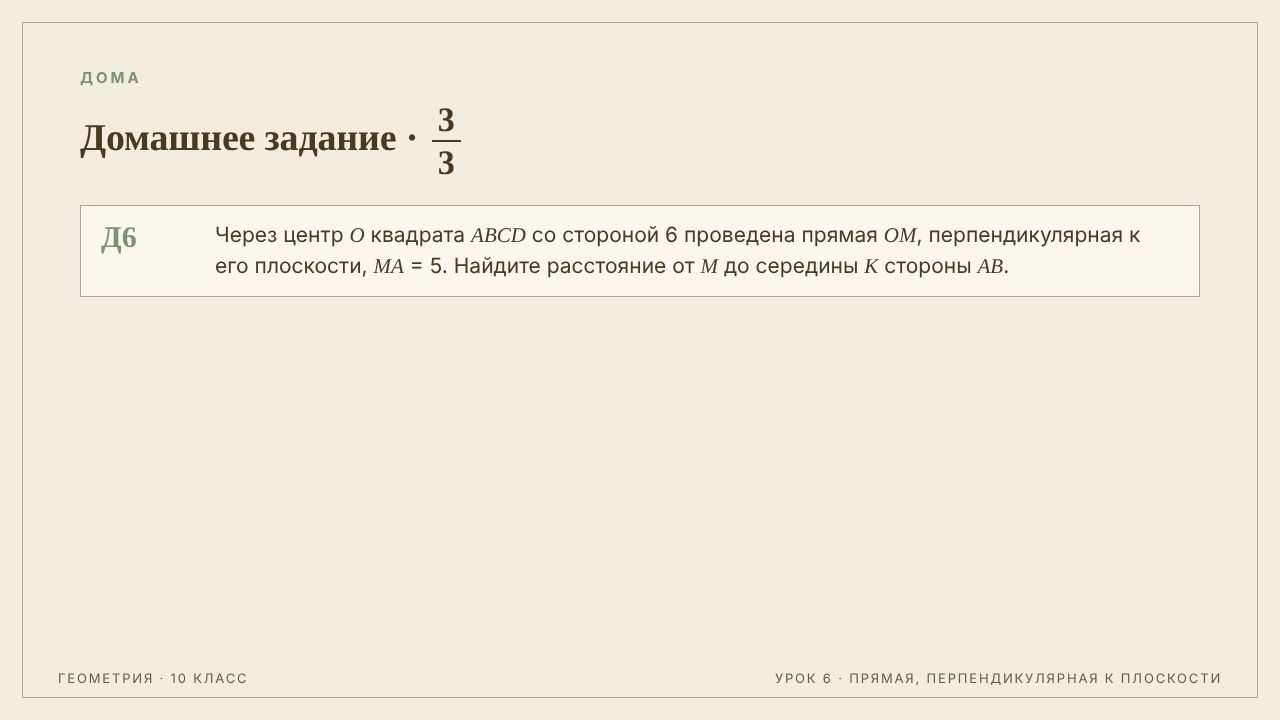 ДОМА
Домашнее задание · 3/3
Д6
Через центр O квадрата ABCD со стороной 6 проведена прямая OM, перпендикулярная к
его плоскости, MA = 5. Найдите расстояние от M до середины K стороны AB.
ГЕОМЕТРИЯ · 10 КЛАСС
УРОК 6 · ПРЯМАЯ, ПЕРПЕНДИКУЛЯРНАЯ К ПЛОСКОСТИ